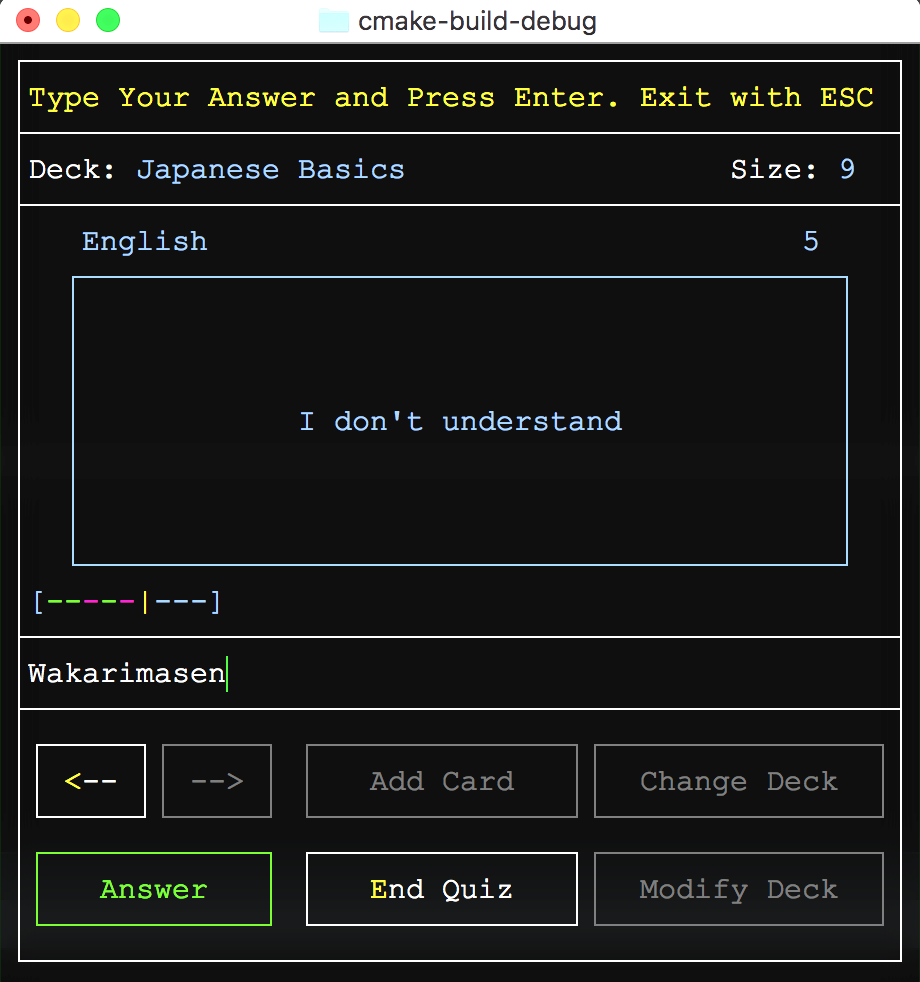 cmake-build-debug
Type Your Answer and Press Enter. Exit with ESC
Deck: Japanese Basics Size: 9
English 5
I don't understand
[-----|---]
Wakarimasen
<-- --> Add Card Change Deck
Answer End Quiz Modify Deck